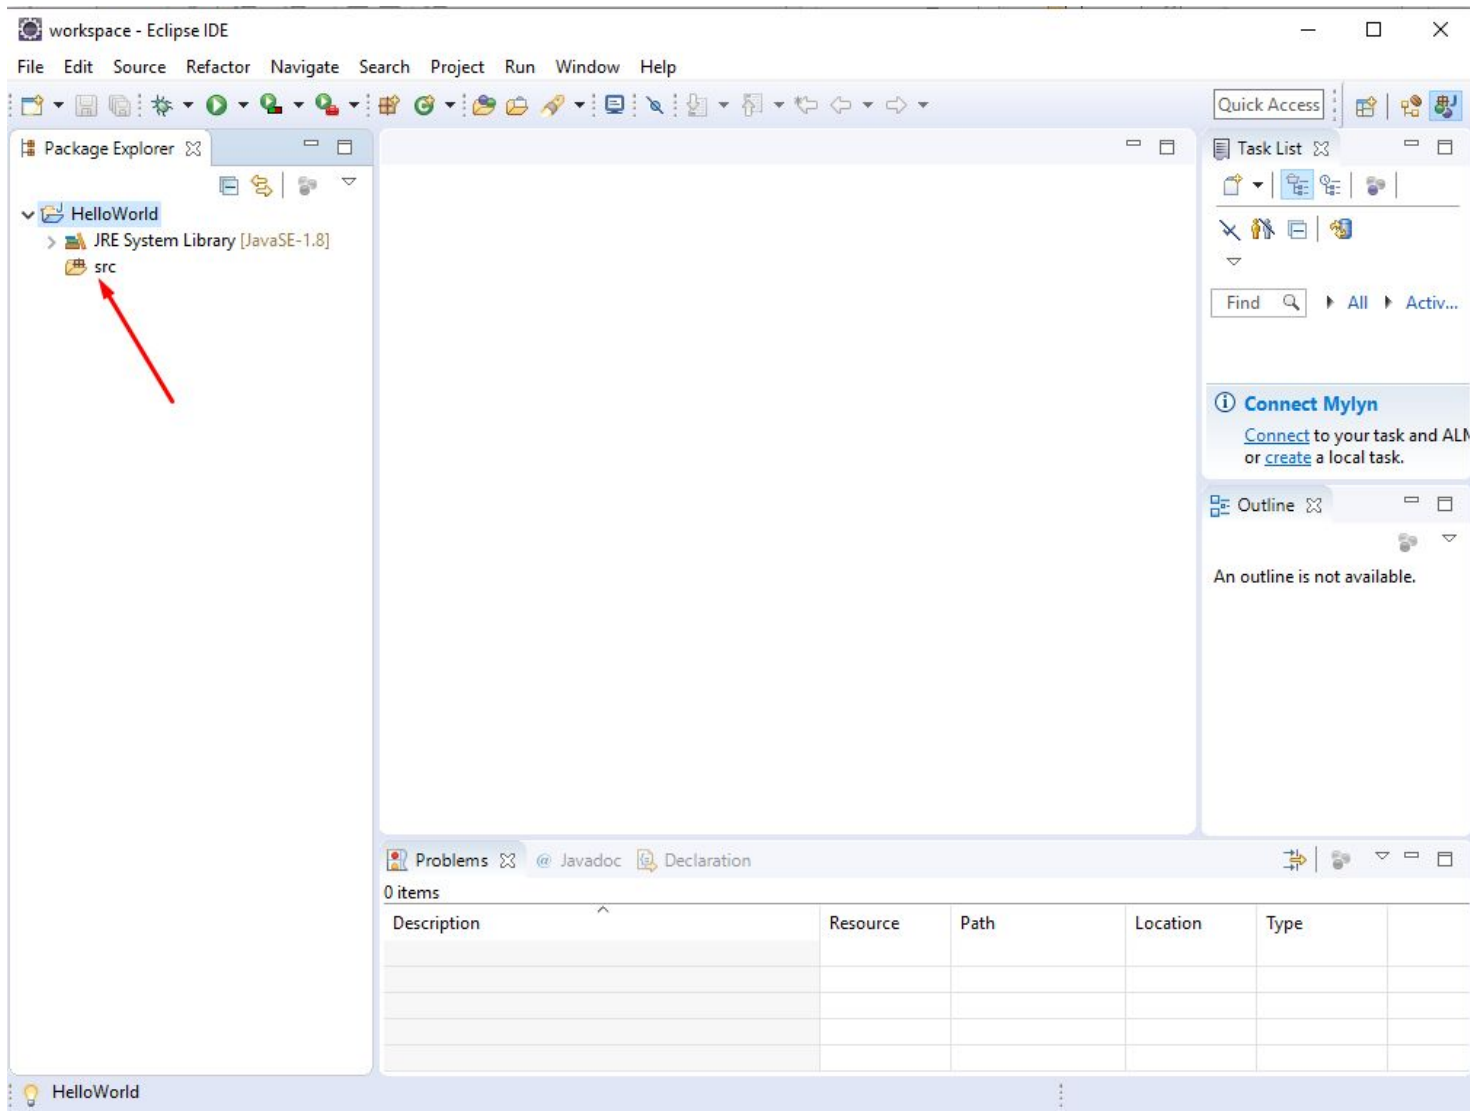 workspace - Eclipse IDE
File Edit Source Refactor Navigate Search Project Run Window Help
Quick Access
Package Explorer
HelloWorld
JRE System Library [JavaSE-1.8]
src
Task List
Find All Activ...
Connect Mylyn
Connect to your task and ALM
or create a local task.
Outline
An outline is not available.
Problems @ Javadoc Declaration
0 items
Description Resource Path Location Type
HelloWorld